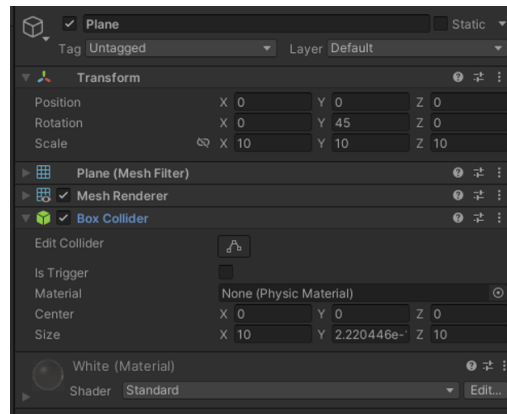 Plane Static
Tag Untagged Layer Default
Transform
Position X 0 Y 0 Z 0
Rotation X 0 Y 45 Z 0
Scale X 10 Y 10 Z 10
Plane (Mesh Filter)
Mesh Renderer
Box Collider
Edit Collider
Is Trigger
Material None (Physic Material)
Center X 0 Y 0 Z 0
Size X 10 Y 2.220446e- Z 10
White (Material)
Shader Standard Edit...